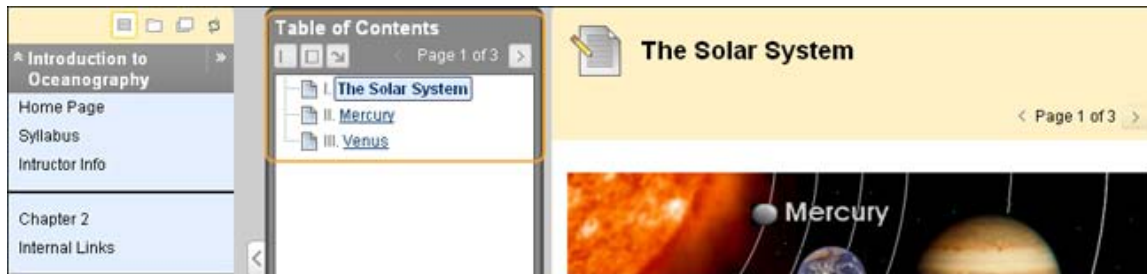 Introduction to
Oceanography
Home Page
Syllabus
Intructor Info
Chapter 2
Internal Links
Table of Contents
Page 1 of 3
I. The Solar System
II. Mercury
III. Venus
The Solar System
< Page 1 of 3 >
Mercury